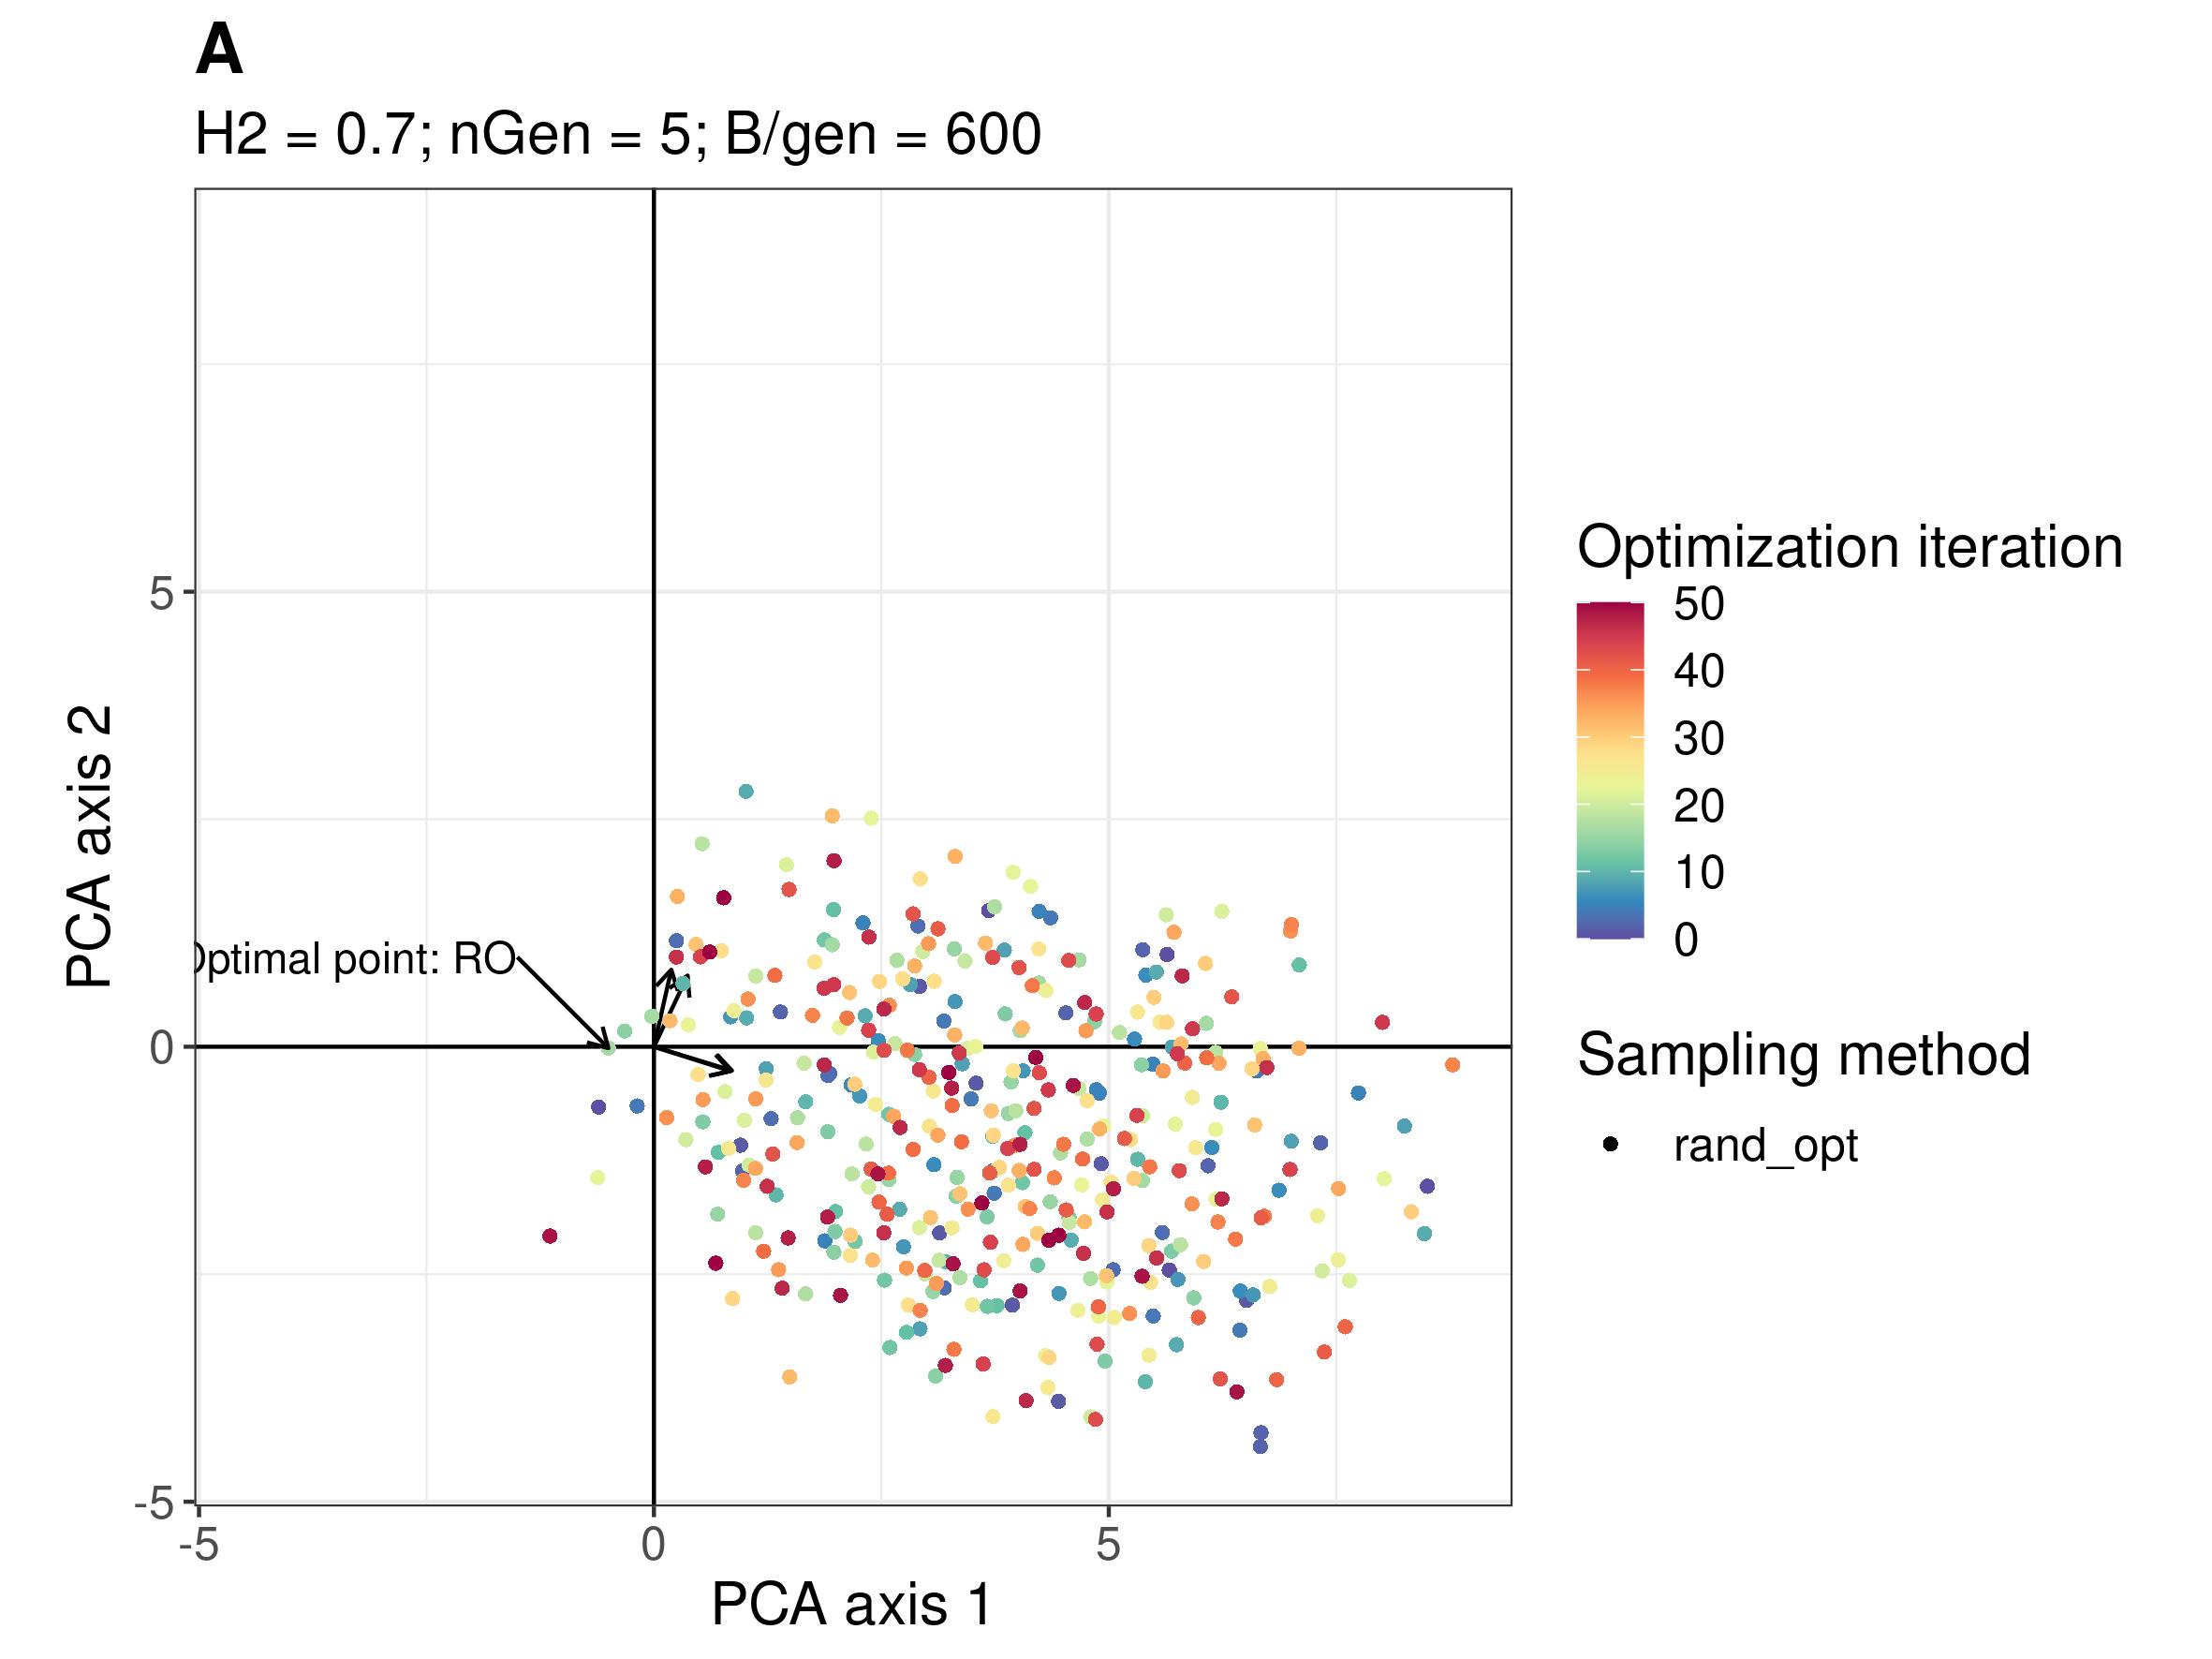 A
H2 = 0.7; nGen = 5; B/gen = 600
PCA axis 2
5
0
-5
Optimal point: RO
-5
0
5
PCA axis 1
Optimization iteration
50
40
30
20
10
0
Sampling method
rand_opt